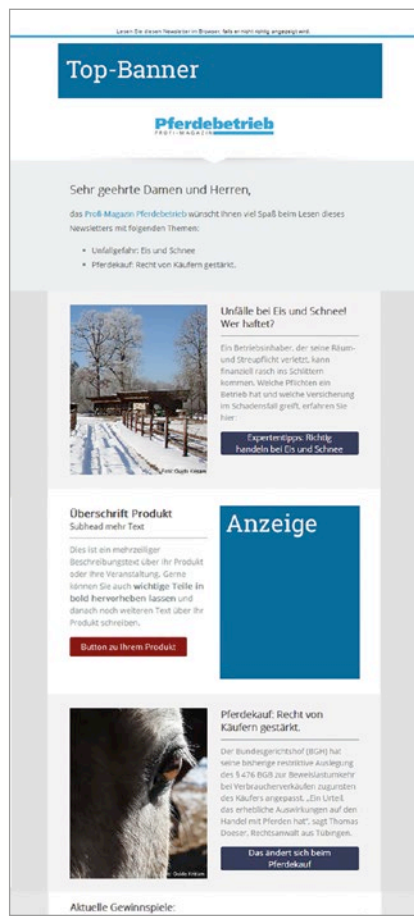 Lesen Sie diesen Newsletter im Browser, falls er nicht richtig angezeigt wird.
Top-Banner
Pferdebetrieb
PROFI-MAGAZIN
Sehr geehrte Damen und Herren,
das Profi-Magazin Pferdebetrieb wünscht Ihnen viel Spaß beim Lesen dieses
Newsletters mit folgenden Themen:
• Unfallgefahr: Eis und Schnee
• Pferdekauf: Recht von Käufern gestärkt.
Unfälle bei Eis und Schnee!
Wer haftet?
Ein Betriebsinhaber, der seine Räum-
und Streupflicht verletzt, kann
finanziell rasch ins Schlittern
kommen. Welche Pflichten ein
Betrieb hat und welche Versicherung
im Schadensfall greift, erfahren Sie
hier:
Expertentipps: Richtig
handeln bei Eis und Schnee
Foto: Guido Krisam
Überschrift Produkt
Subhead mehr Text
Dies ist ein mehrzeiliger
Beschreibungstext über Ihr Produkt
oder Ihre Veranstaltung. Gerne
können Sie auch wichtige Teile in
bold hervorheben lassen und
danach noch weiteren Text über Ihr
Produkt schreiben.
Button zu Ihrem Produkt
Anzeige
Pferdekauf: Recht von
Käufern gestärkt.
Der Bundesgerichtshof (BGH) hat
seine bisherige restriktive Auslegung
des § 476 BGB zur Beweislastumkehr
bei Verbraucherverkäufen zugunsten
des Käufers angepasst. „Ein Urteil,
das erhebliche Auswirkungen auf den
Handel mit Pferden hat", sagt Thomas
Doeser, Rechtsanwalt aus Tübingen.
Das ändert sich beim
Pferdekauf
Foto: Guido Krisam
Aktuelle Gewinnspiele: